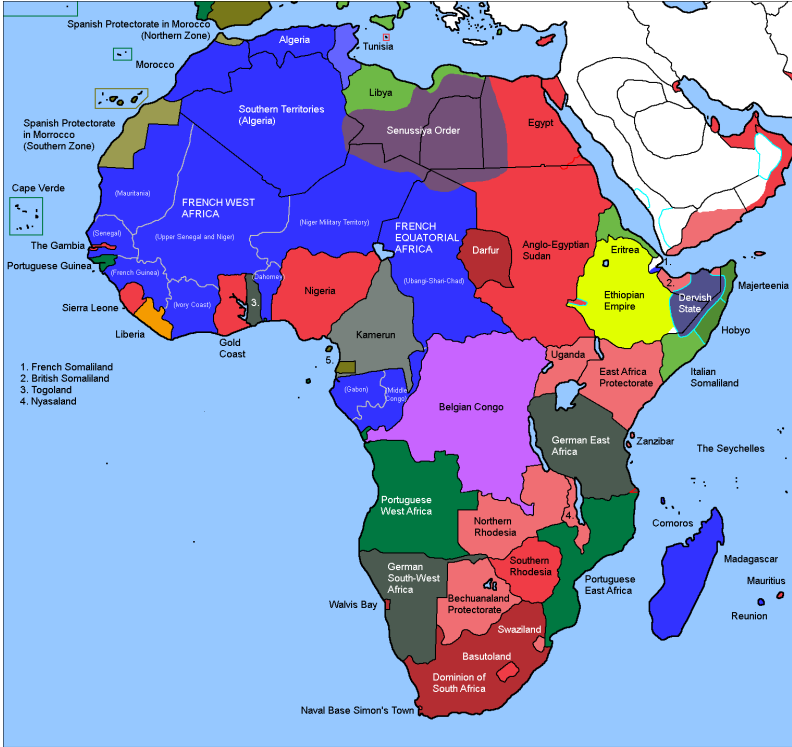 Spanish Protectorate in Morocco
(Northern Zone)
Algeria
Tunisia
Morocco
Libya
Southern Territories
(Algeria)
Senussiya Order
Egypt
Spanish Protectorate
in Morrocco
(Southern Zone)
Cape Verde
(Mauritania)
FRENCH WEST
AFRICA
(Senegal)
(Upper Senegal and Niger)
(Niger Military Territory)
FRENCH
EQUATORIAL
AFRICA
The Gambia
Portuguese Guinea
(French Guinea)
(Ivory Coast)
(Dahomey)
(Ubangi-Shari-Chad)
Darfur
Anglo-Egyptian
Sudan
Eritrea
1.
2.
Ethiopian
Empire
Dervish
State
Majerteenia
Hobyo
Italian
Somaliland
Sierra Leone
Liberia
Gold
Coast
3.
Nigeria
Kamerun
5.
1. French Somaliland
2. British Somaliland
3. Togoland
4. Nyasaland
(Gabon)
(Middle
Congo)
Belgian Congo
Uganda
East Africa
Protectorate
German East
Africa
Zanzibar
The Seychelles
Portuguese
West Africa
Northern
Rhodesia
4.
Comoros
Madagascar
Mauritius
Reunion
German
South-West
Africa
Southern
Rhodesia
Portuguese
East Africa
Walvis Bay
Bechuanaland
Protectorate
Swaziland
Basutoland
Dominion of
South Africa
Naval Base Simon's Town